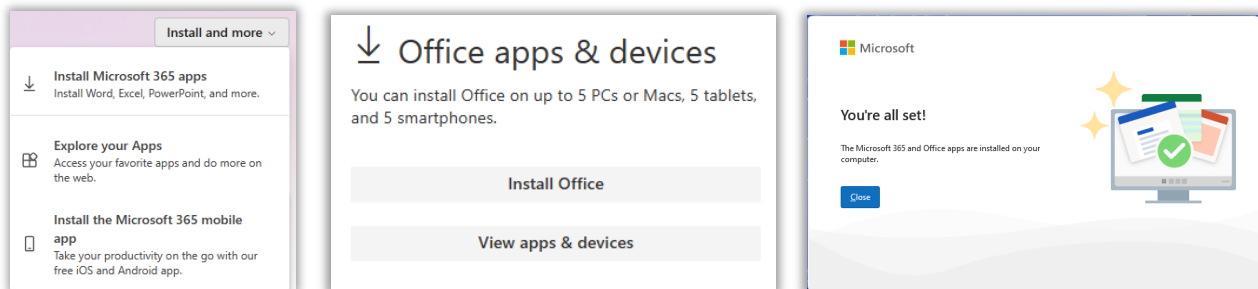 Install and more
Install Microsoft 365 apps
Install Word, Excel, PowerPoint, and more.
Explore your Apps
Access your favorite apps and do more on
the web.
Install the Microsoft 365 mobile
app
Take your productivity on the go with our
free iOS and Android app.
Office apps & devices
You can install Office on up to 5 PCs or Macs, 5 tablets,
and 5 smartphones.
Install Office
View apps & devices
Microsoft
You're all set!
The Microsoft 365 and Office apps are installed on your
computer.
Close